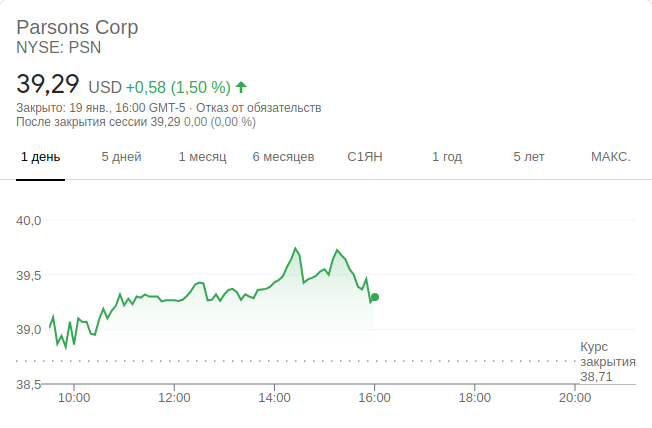 Parsons Corp
NYSE: PSN
39,29 USD +0,58 (1,50 %)
Закрыто: 19 янв., 16:00 GMT-5 · Отказ от обязательств
После закрытия сессии 39,29 0,00 (0,00 %)
1 день 5 дней 1 месяц 6 месяцев С1ЯН 1 год 5 лет МАКС.
40,0
39,5
39,0
Курс
закрытия
38,71
38,5
10:00 12:00 14:00 16:00 18:00 20:00